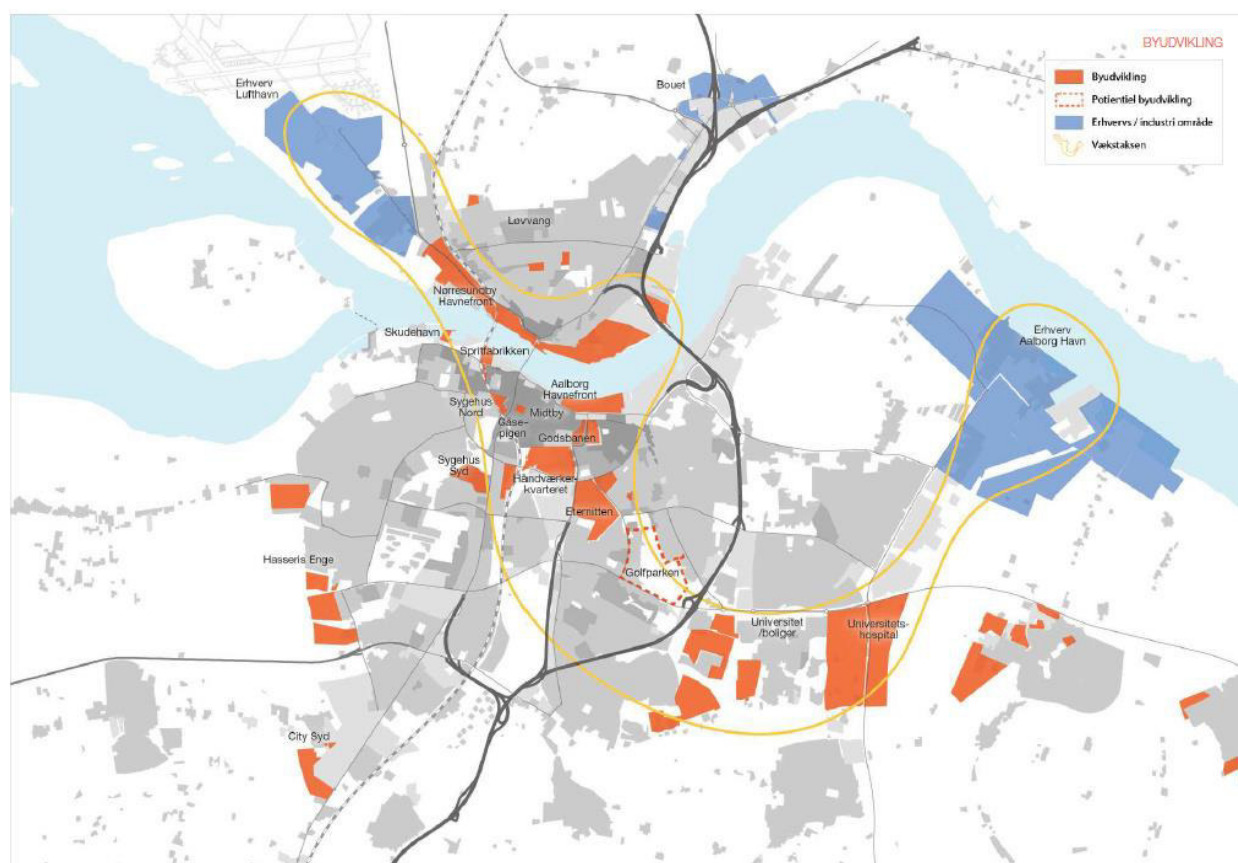 BYUDVIKLING
Byudvikling
Potientiel byudvikling
Erhvervs / industri område
Vækstaksen
Erhverv
Lufthavn
Bouet
Løvvang
Nørresundby
Havnefront
Skudehavn
Spritfabrikken
Erhverv
Aalborg Havn
Aalborg
Havnefront
Sygehus
Nord
Midtby
Gåse-
pigen
Godsbanen
Sygehus
Syd
Håndværker-
kvarteret
Eternitten
Hasseris Enge
Golfparken
Universitet
/boliger
Universitets-
hospital
City Syd